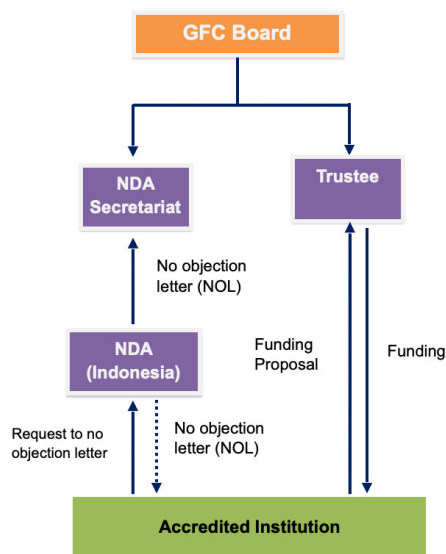 GFC Board
NDA
Secretariat
Trustee
No objection
letter (NOL)
NDA
(Indonesia)
Funding
Proposal
Funding
Request to no
objection letter
No objection
letter (NOL)
Accredited Institution